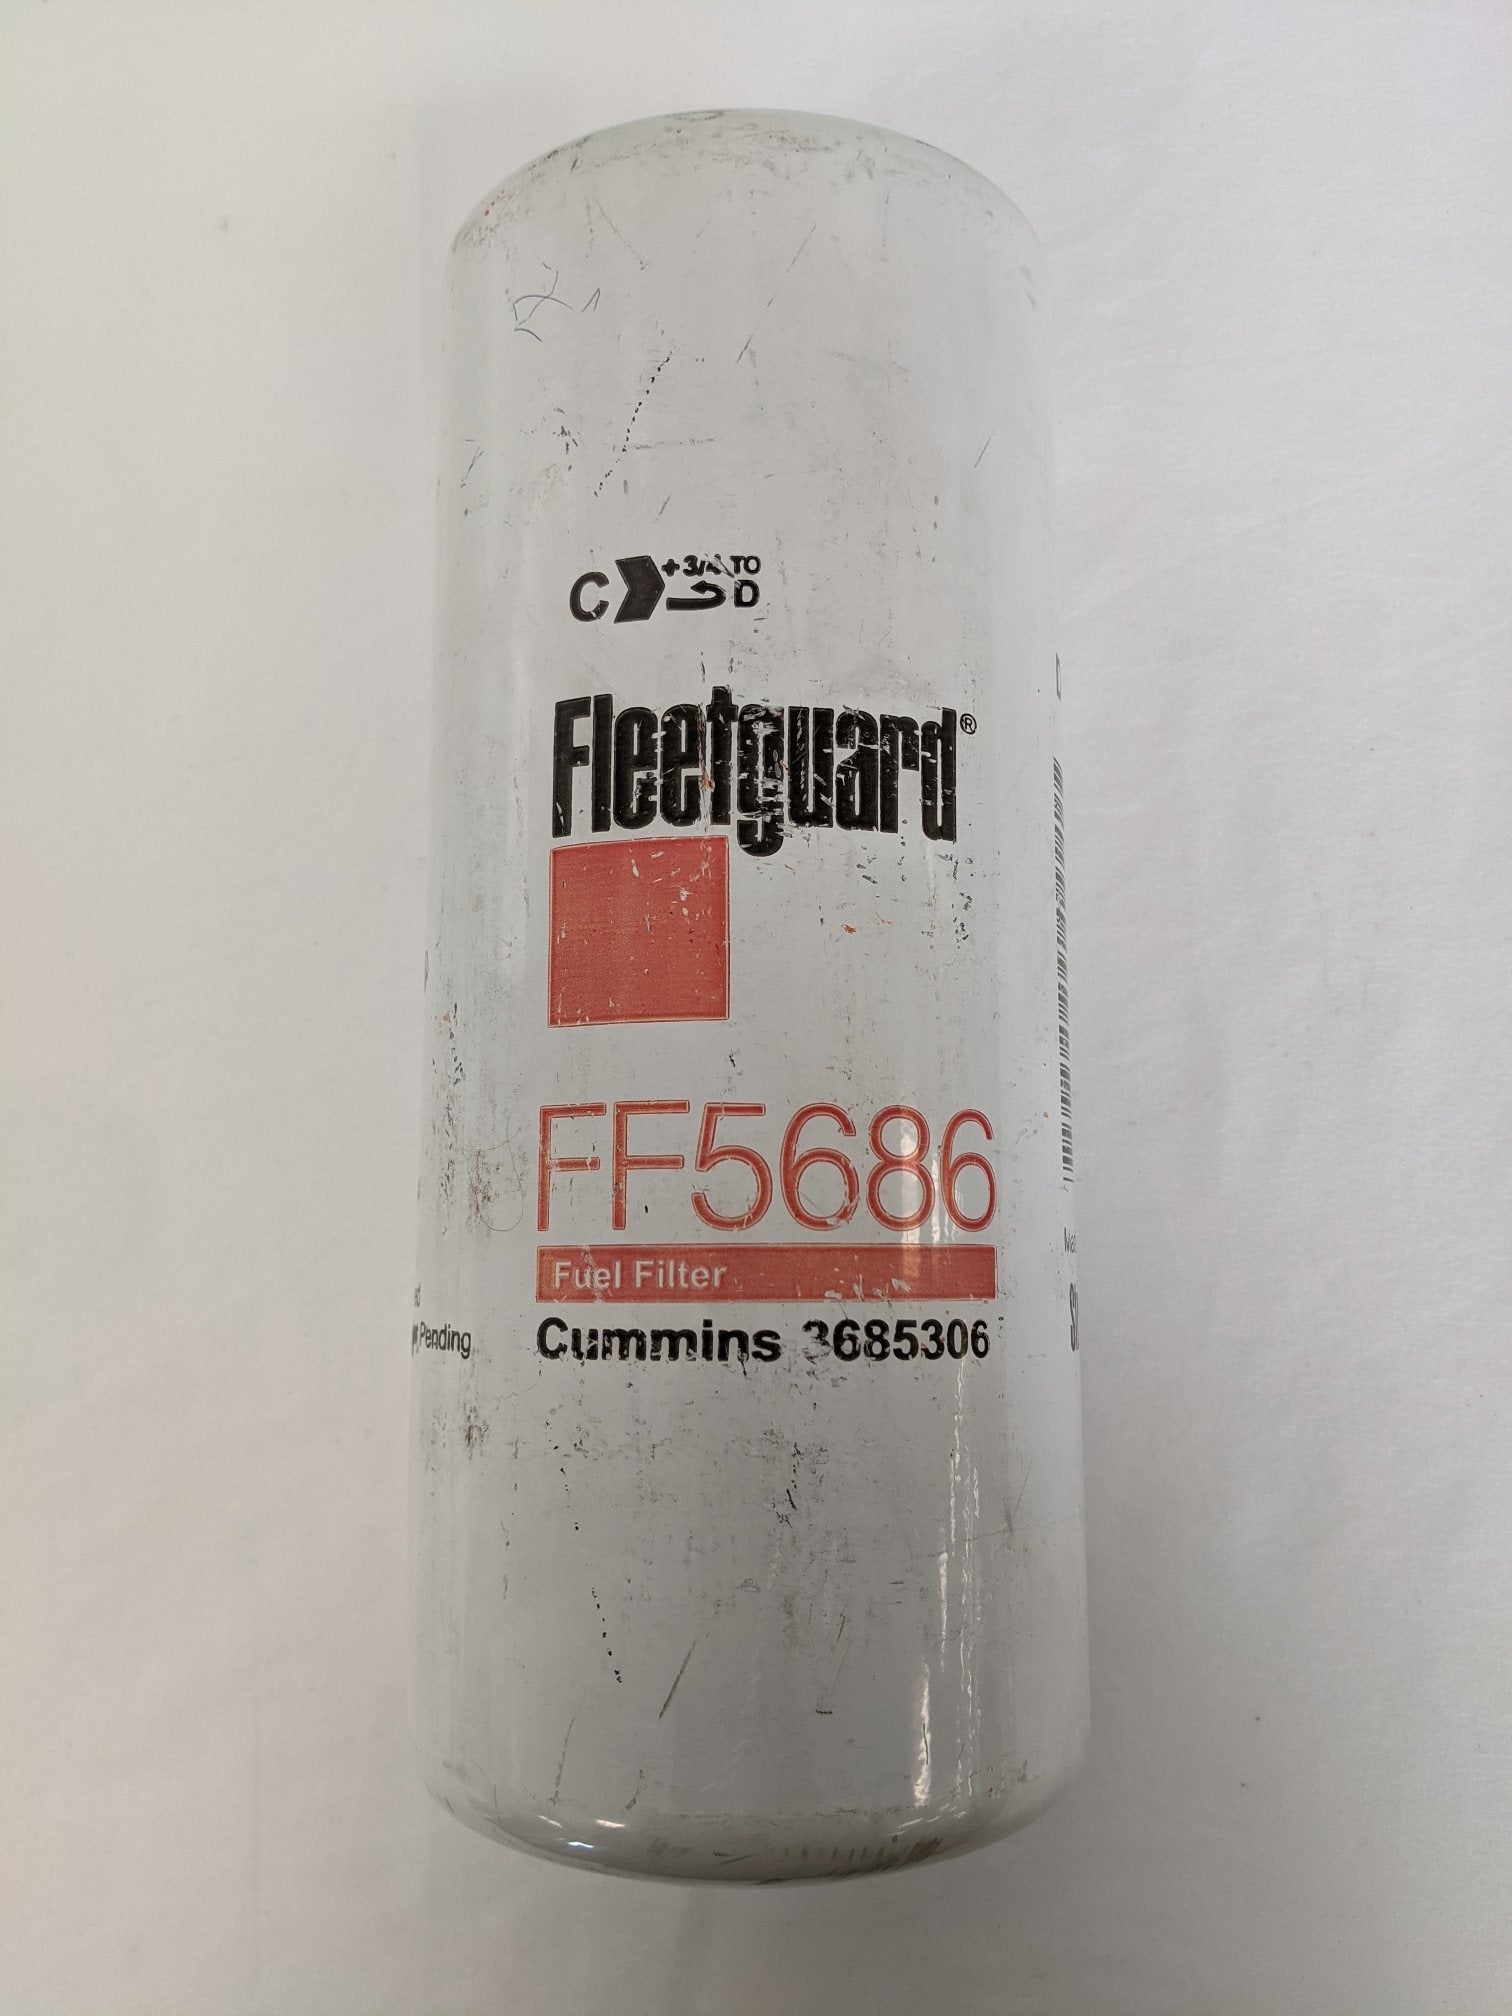 C +3/4 TO D
Fleetguard®
FF5686
Fuel Filter
Cummins 3685306
Pending